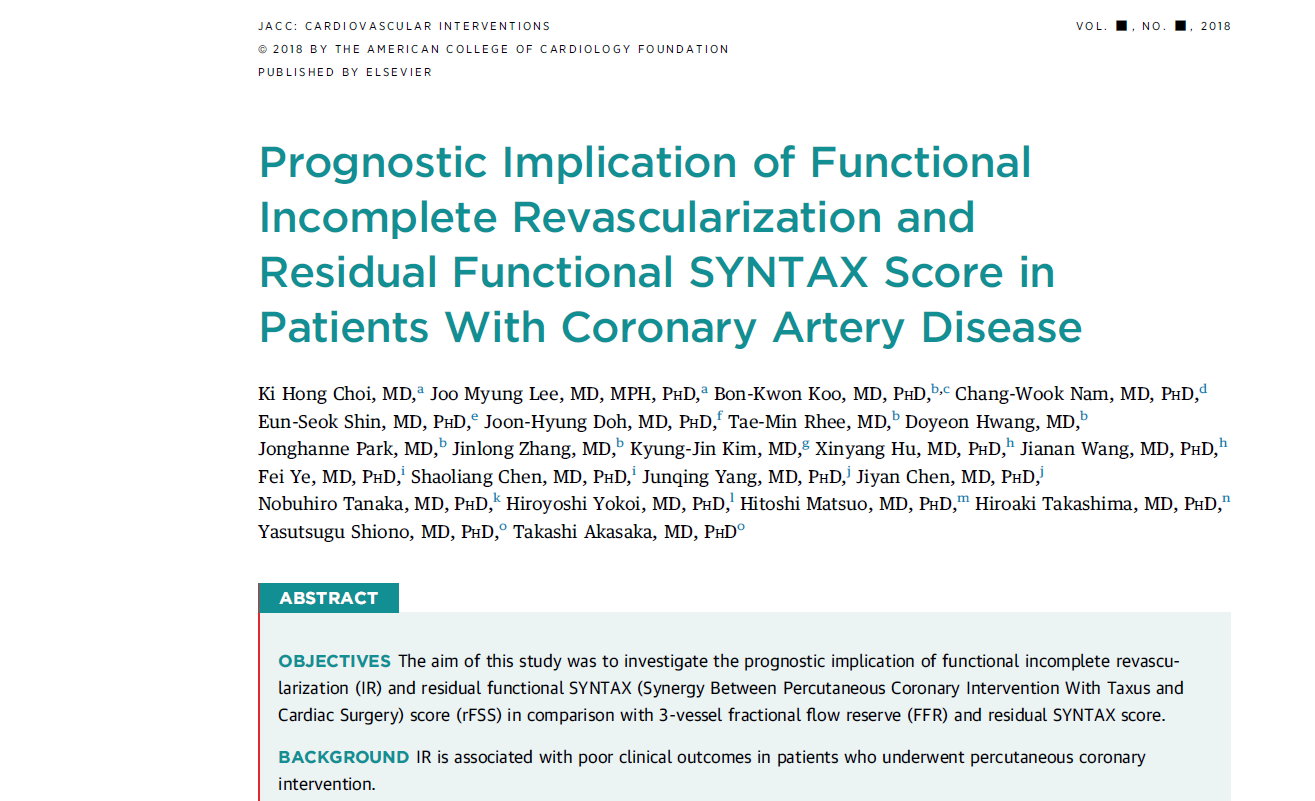 JACC: CARDIOVASCULAR INTERVENTIONS
VOL. ■, NO. ■, 2018
© 2018 BY THE AMERICAN COLLEGE OF CARDIOLOGY FOUNDATION
PUBLISHED BY ELSEVIER
Prognostic Implication of Functional
Incomplete Revascularization and
Residual Functional SYNTAX Score in
Patients With Coronary Artery Disease
Ki Hong Choi, MD,a Joo Myung Lee, MD, MPH, PHD,a Bon-Kwon Koo, MD, PHD,b,c Chang-Wook Nam, MD, PHD,d
Eun-Seok Shin, MD, PHD,e Joon-Hyung Doh, MD, PHD,f Tae-Min Rhee, MD,b Doyeon Hwang, MD,b
Jonghanne Park, MD,b Jinlong Zhang, MD,b Kyung-Jin Kim, MD,g Xinyang Hu, MD, PHD,h Jianan Wang, MD, PHD,h
Fei Ye, MD, PHD,i Shaoliang Chen, MD, PHD,i Junqing Yang, MD, PHD,j Jiyan Chen, MD, PHD,j
Nobuhiro Tanaka, MD, PHD,k Hiroyoshi Yokoi, MD, PHD,l Hitoshi Matsuo, MD, PHD,m Hiroaki Takashima, MD, PHD,n
Yasutsugu Shiono, MD, PHD,o Takashi Akasaka, MD, PHDo
ABSTRACT
OBJECTIVES The aim of this study was to investigate the prognostic implication of functional incomplete revascu-
larization (IR) and residual functional SYNTAX (Synergy Between Percutaneous Coronary Intervention With Taxus and
Cardiac Surgery) score (rFSS) in comparison with 3-vessel fractional flow reserve (FFR) and residual SYNTAX score.
BACKGROUND IR is associated with poor clinical outcomes in patients who underwent percutaneous coronary
intervention.